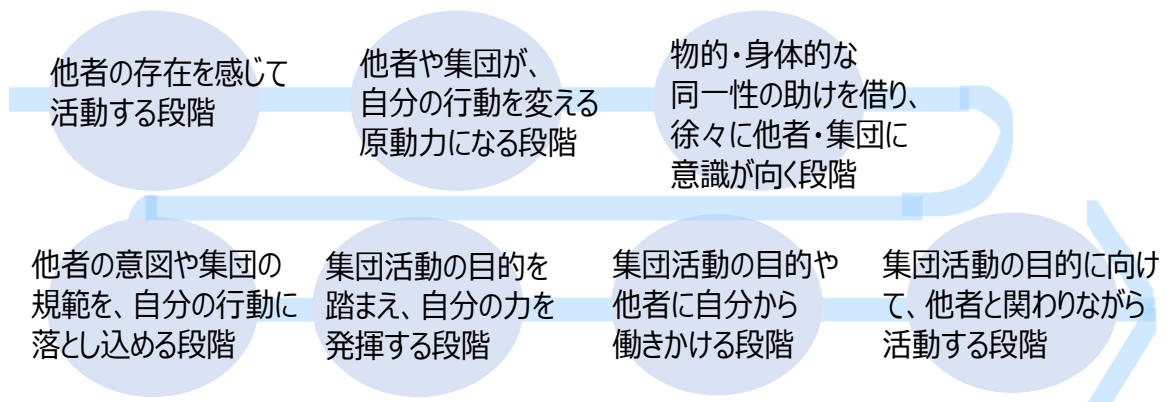 他者の存在を感じて
活動する段階
他者や集団が、
自分の行動を変える
原動力になる段階
物的・身体的な
同一性の助けを借り、
徐々に他者・集団に
意識が向く段階
他者の意図や集団の
規範を、自分の行動に
落とし込める段階
集団活動の目的を
踏まえ、自分の力を
発揮する段階
集団活動の目的や
他者に自分から
働きかける段階
集団活動の目的に向け
て、他者と関わりながら
活動する段階